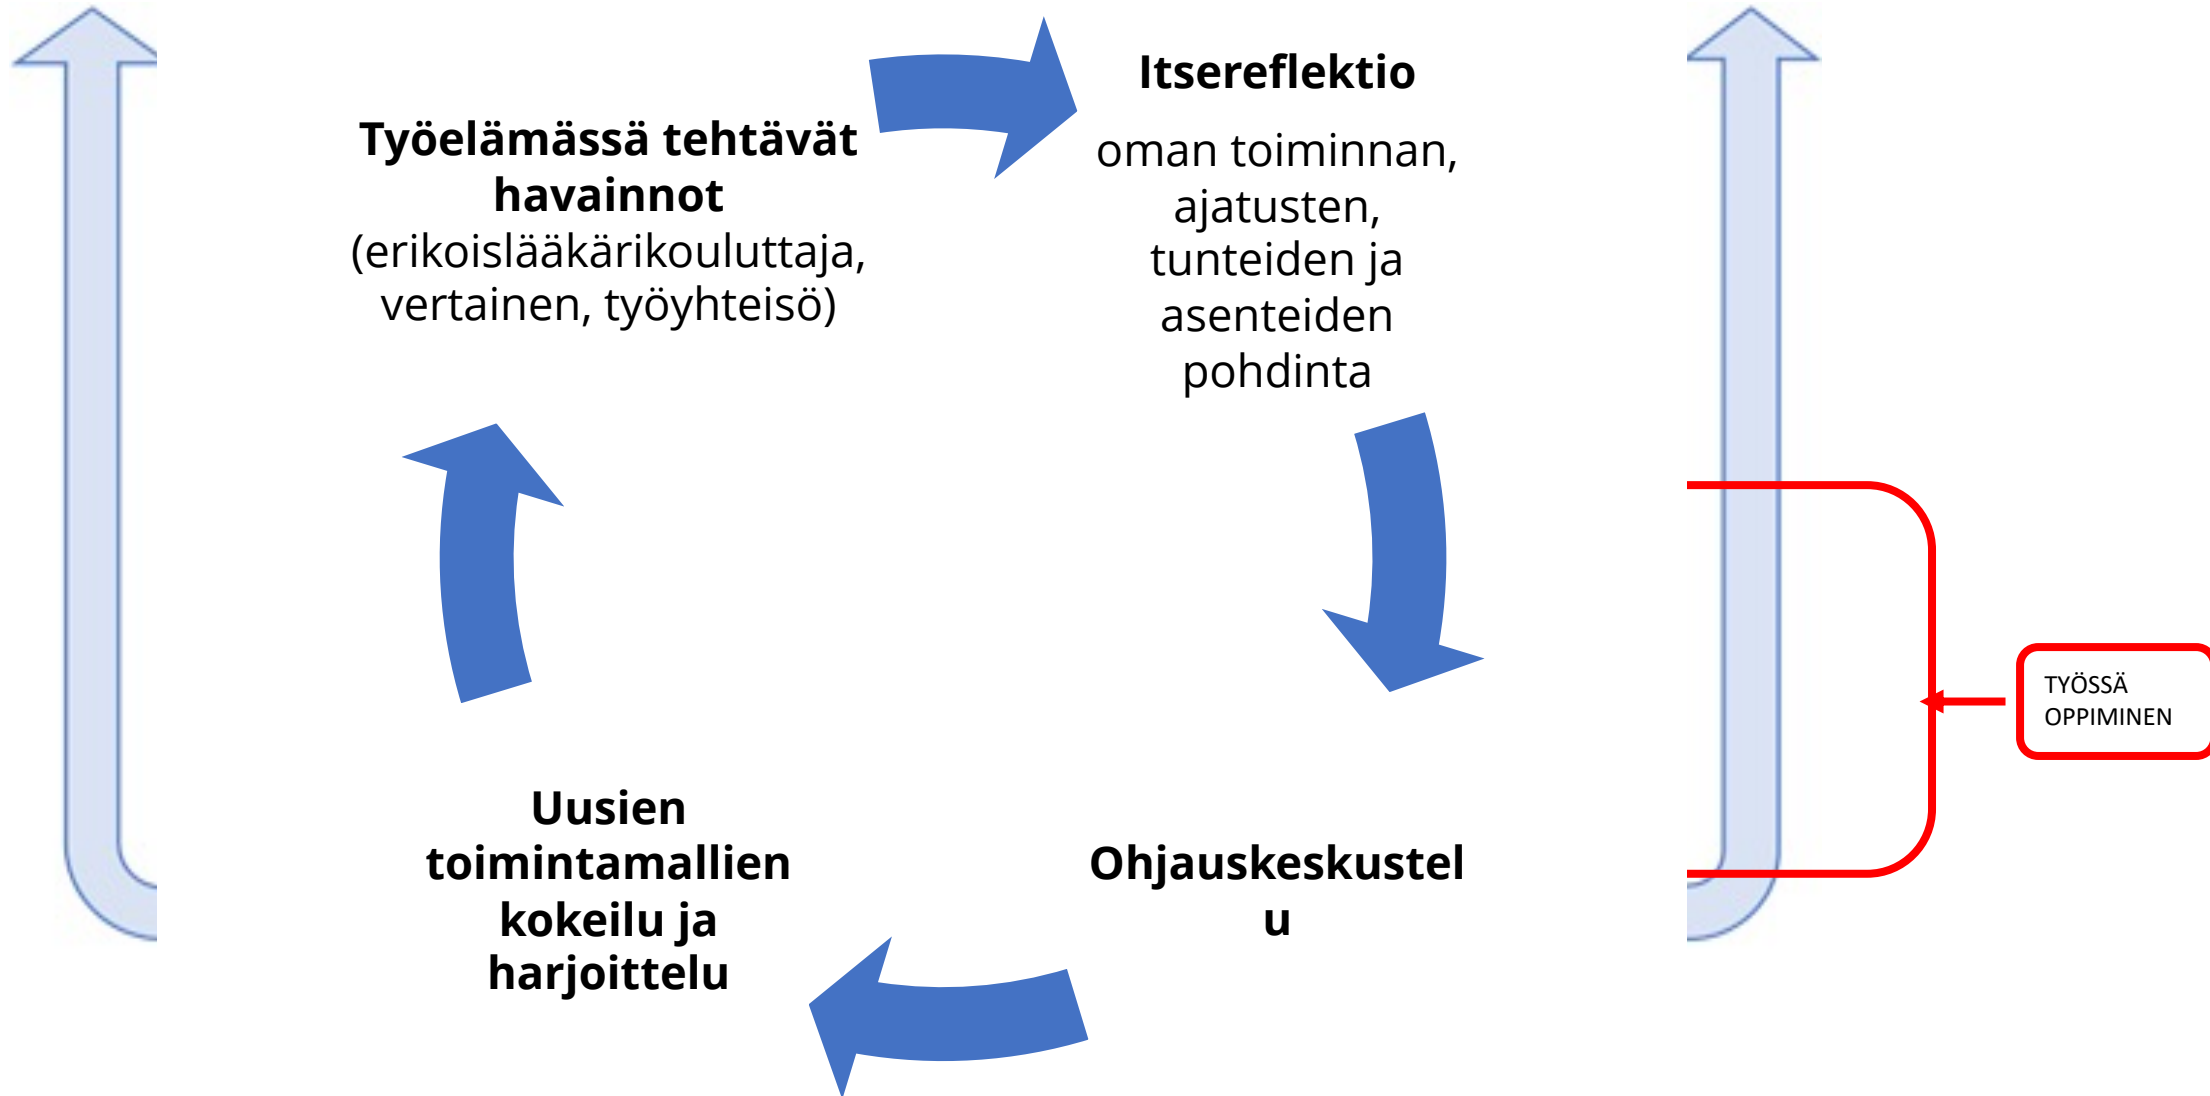 Työelämässä tehtävät
havainnot
(erikoislääkärikouluttaja,
vertainen, työyhteisö)
Itsereflektio
oman toiminnan,
ajatusten,
tunteiden ja
asenteiden
pohdinta
Ohjauskeskustel
u
Uusien
toimintamallien
kokeilu ja
harjoittelu
TYÖSSÄ
OPPIMINEN